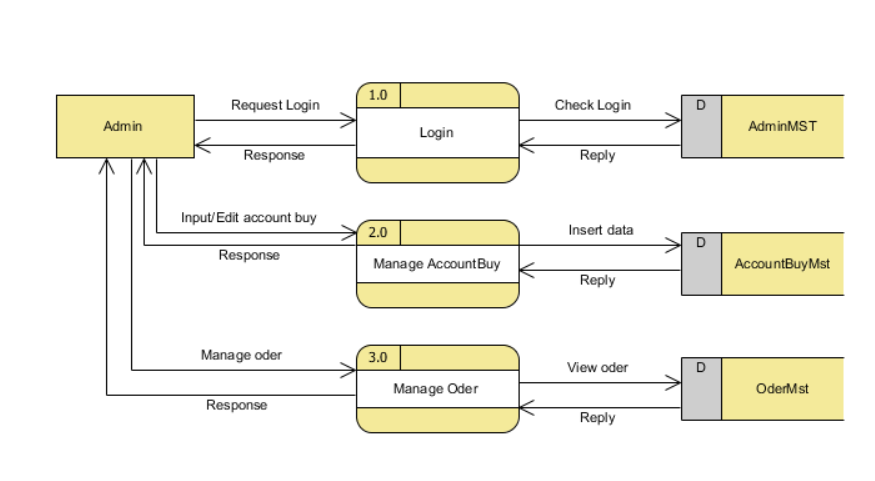 1.0
Request Login
Check Login
D
Admin
Login
AdminMST
Response
Reply
Input/Edit account buy
2.0
Insert data
D
Response
Manage AccountBuy
AccountBuyMst
Reply
Manage oder
3.0
View oder
D
Manage Oder
OderMst
Response
Reply